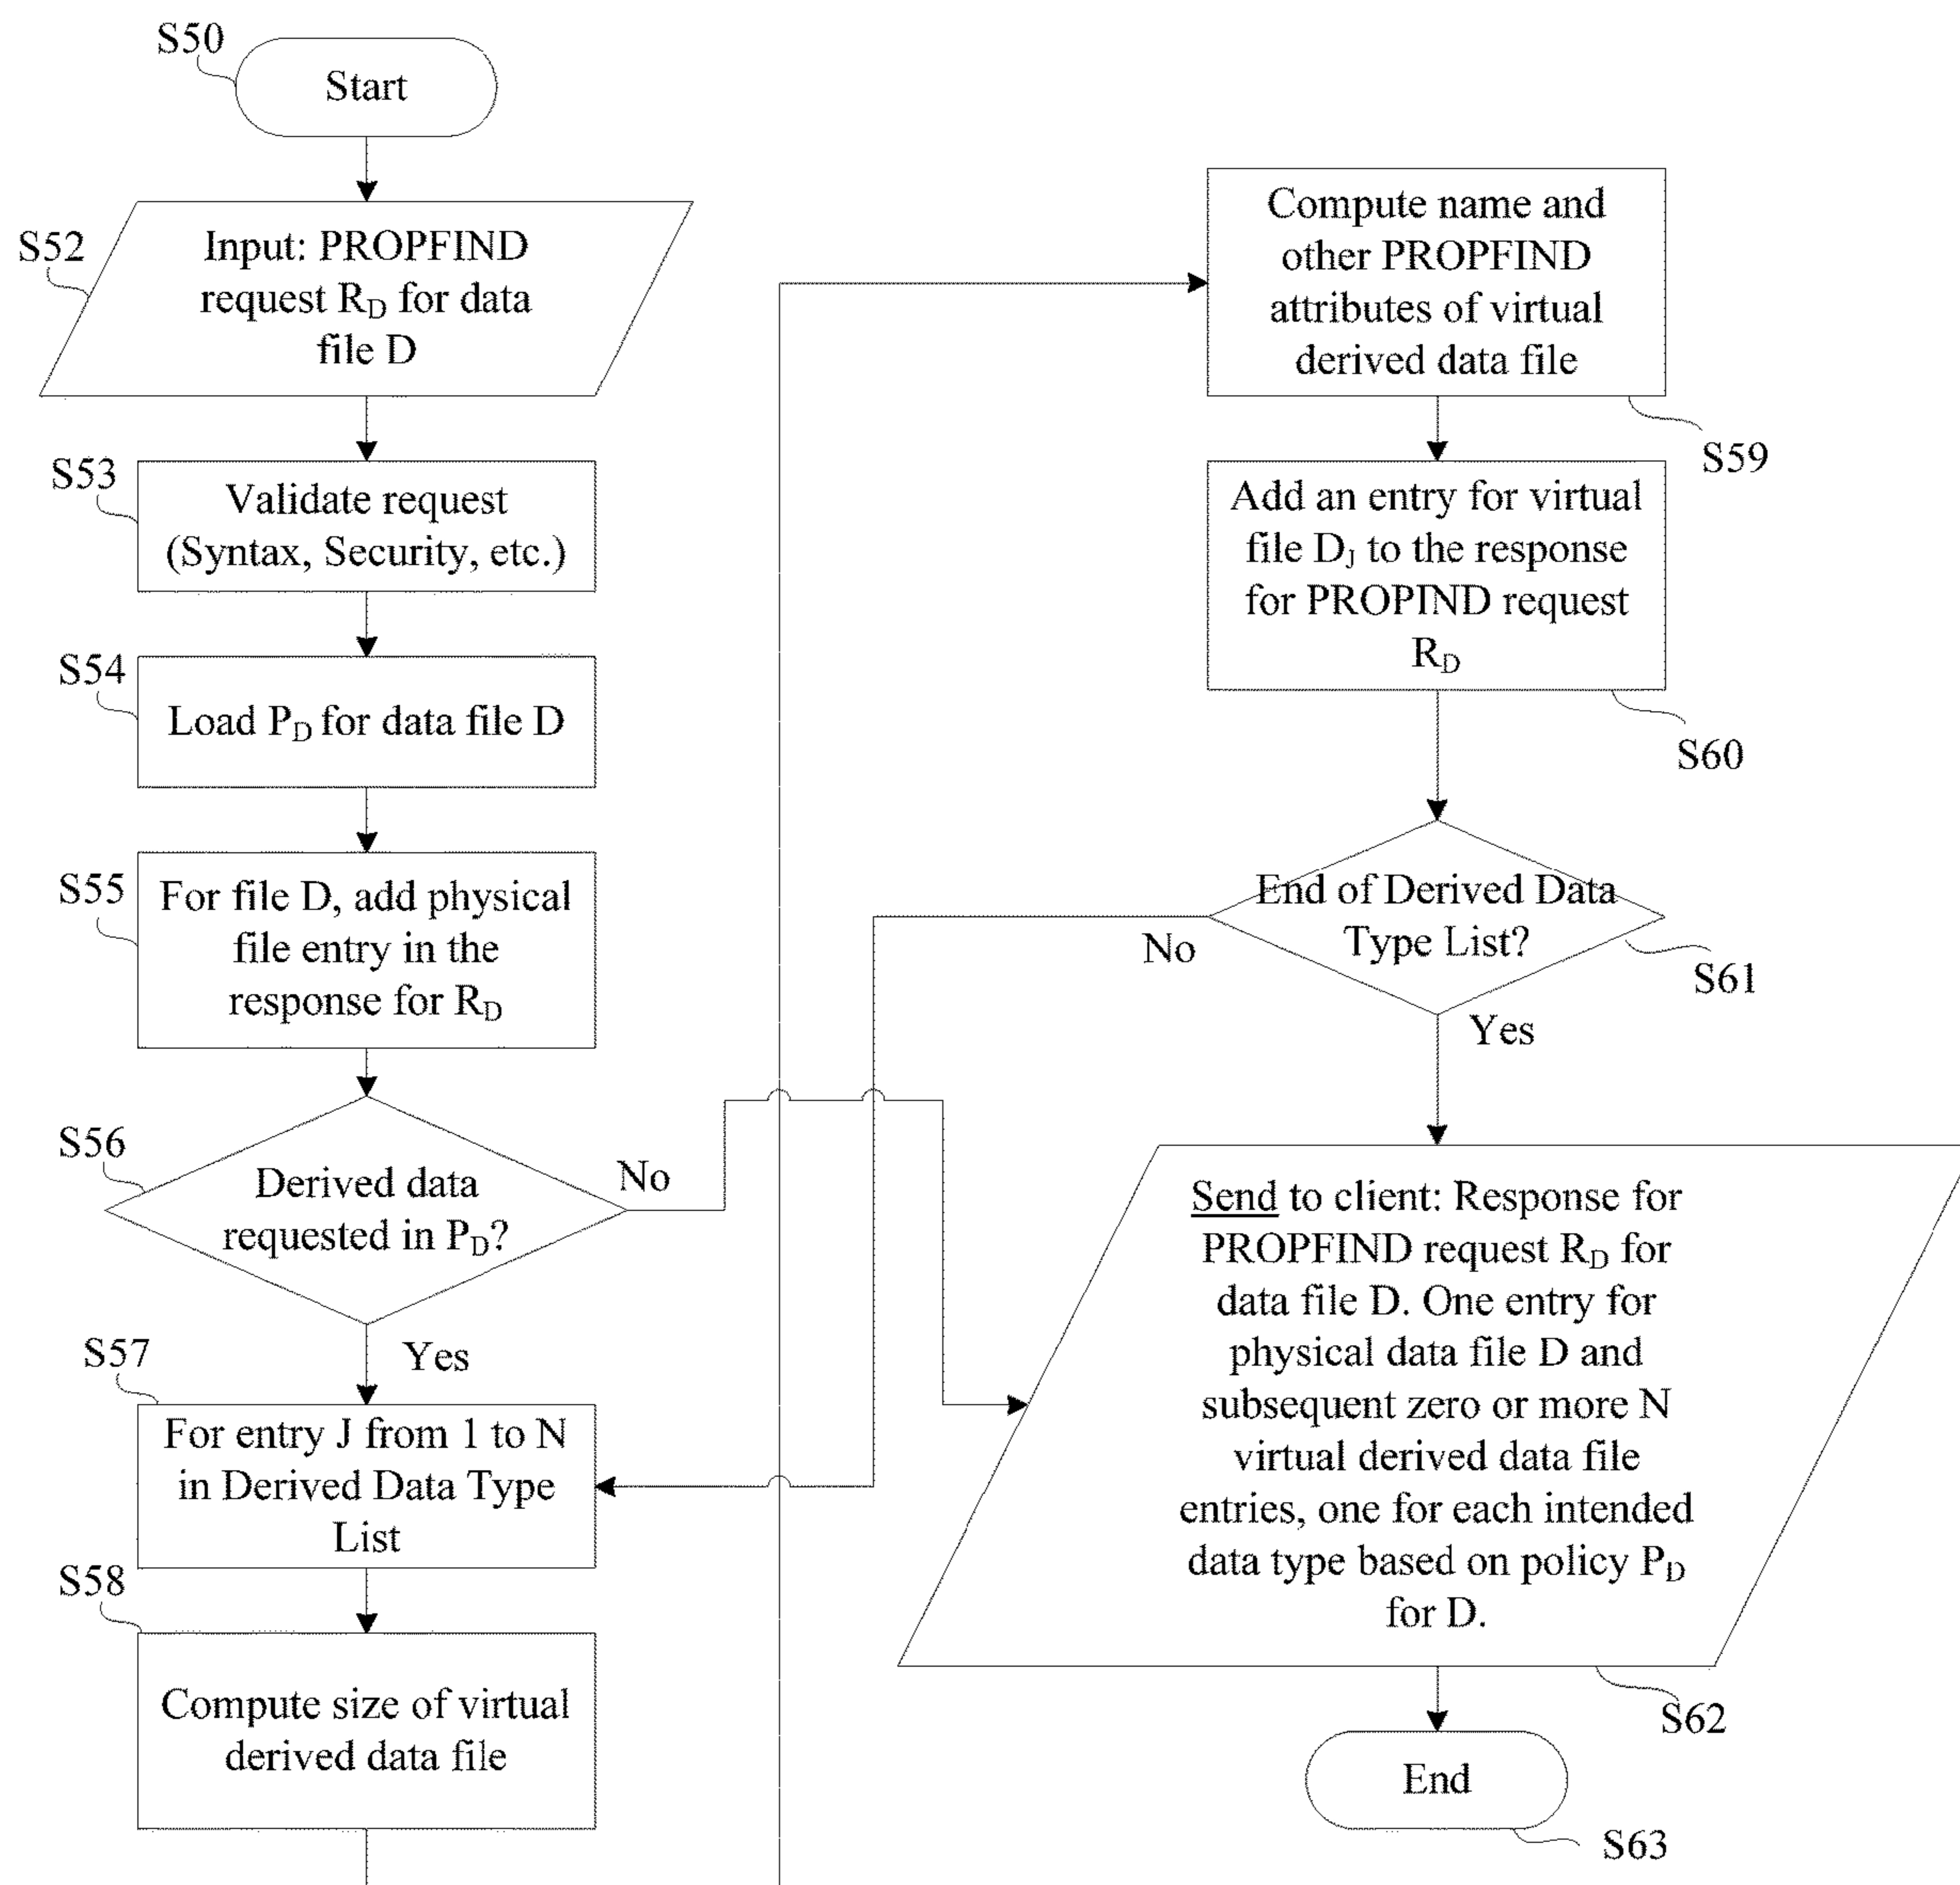 S50
Start
S52
Input: PROPFIND
request R_D for data
file D
S53
Validate request
(Syntax, Security, etc.)
S54
Load P_D for data file D
S55
For file D, add physical
file entry in the
response for R_D
S56
Derived data
requested in P_D?
No
Yes
S57
For entry J from 1 to N
in Derived Data Type
List
S58
Compute size of virtual
derived data file
Compute name and
other PROPFIND
attributes of virtual
derived data file
S59
Add an entry for virtual
file D_J to the response
for PROPIND request
R_D
S60
End of Derived Data
Type List?
No
S61
Yes
Send to client: Response for
PROPFIND request R_D for
data file D. One entry for
physical data file D and
subsequent zero or more N
virtual derived data file
entries, one for each intended
data type based on policy P_D
for D.
S62
End
S63